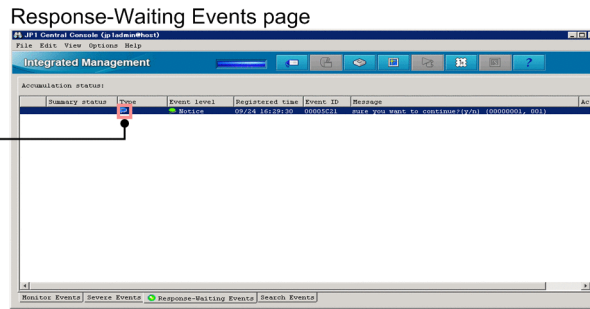 Response-Waiting Events page
JP1 Central Console (jp1admin@host)
File Edit View Options Help
Integrated Management
?
Accumulation status:
Summary status Type Event level Registered time Event ID Message Ac
Notice 09/24 16:29:30 00005C21 sure you want to continue?(y/n) (00000001, 001)
Monitor Events Severe Events Response-Waiting Events Search Events